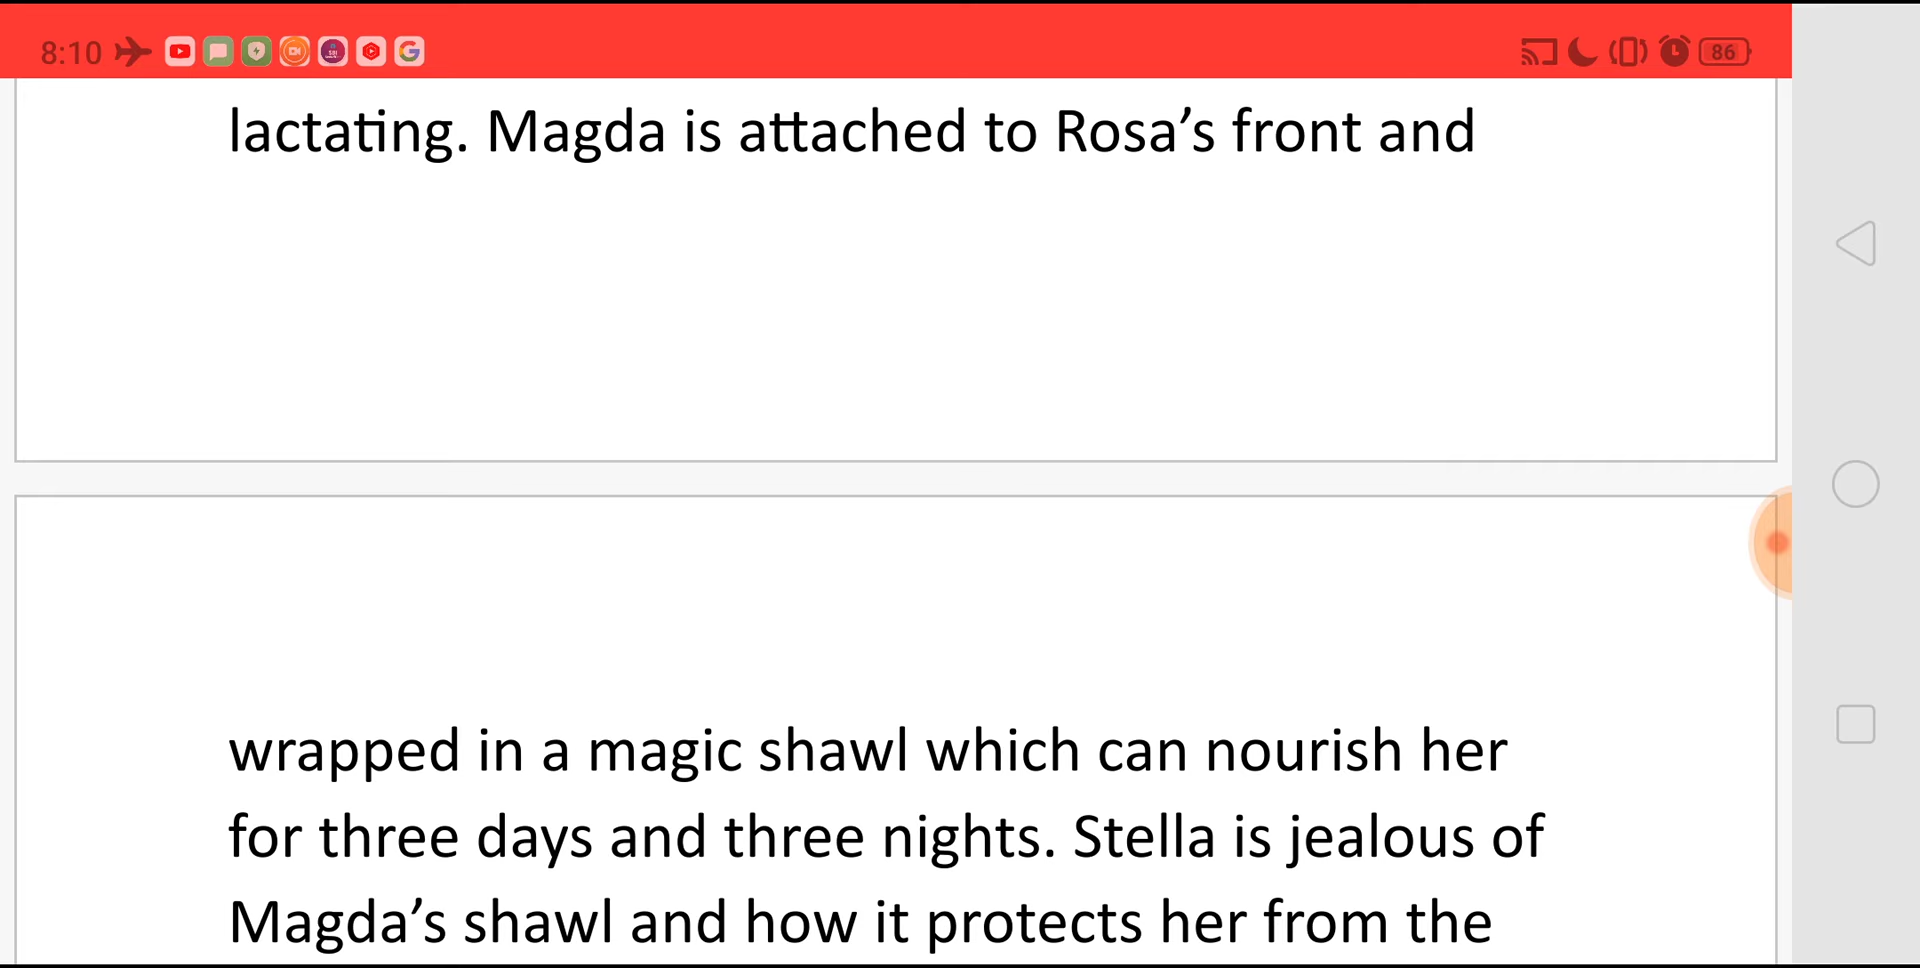 8:10
86
lactating. Magda is attached to Rosa’s front and
wrapped in a magic shawl which can nourish her
for three days and three nights. Stella is jealous of
Magda’s shawl and how it protects her from the